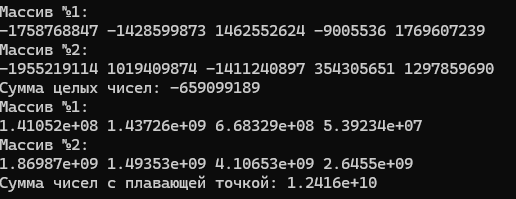 Массив №1:
-1758768847 -1428599873 1462552624 -9005536 1769607239
Массив №2:
-1955219114 1019409874 -1411240897 354305651 1297859690
Сумма целых чисел: -659099189
Массив №1:
1.41052e+08 1.43726e+09 6.68329e+08 5.39234e+07
Массив №2:
1.86987e+09 1.49353e+09 4.10653e+09 2.6455e+09
Сумма чисел с плавающей точкой: 1.2416e+10